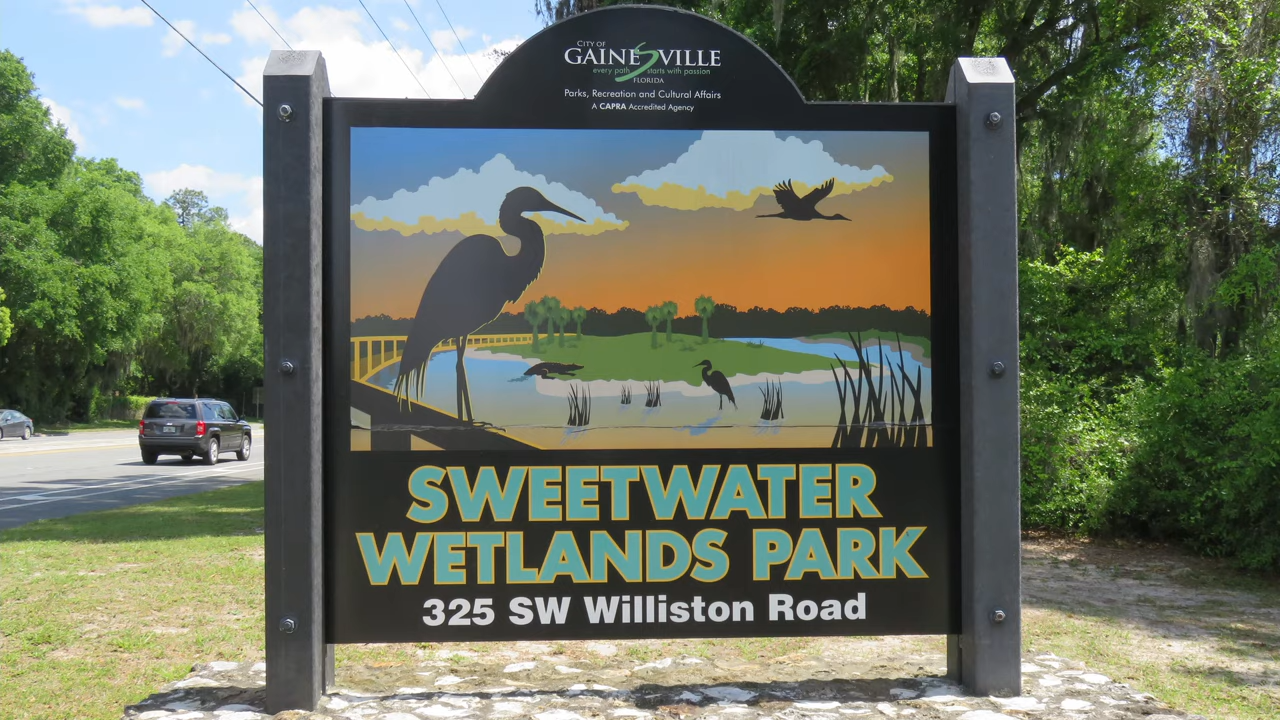 CITY OF
GAINESVILLE
every path starts with passion
FLORIDA
Parks, Recreation and Cultural Affairs
A CAPRA Accredited Agency
SWEETWATER
WETLANDS PARK
325 SW Williston Road